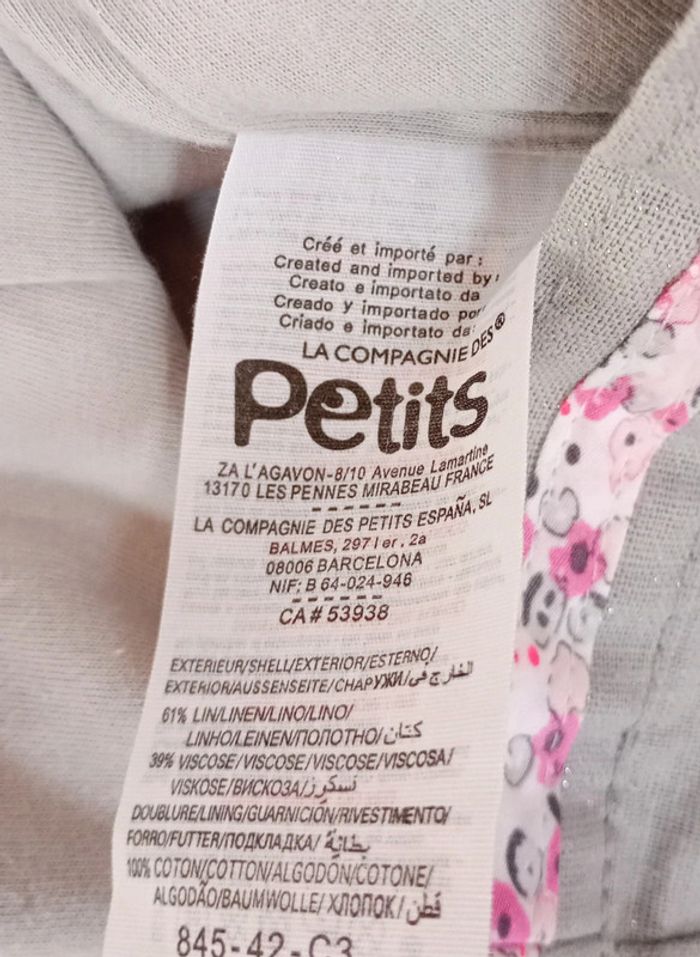 Créé et importé par :
Created and imported by
Creato e importato da
Creado y importado por
Criado e importato da:
LA COMPAGNIE DES ®
Petits
ZA L'AGAVON-8/10 Avenue Lamartine
13170 LES PENNES MIRABEAU FRANCE
LA COMPAGNIE DES PETITS ESPAÑA, SL
BALMES, 297 1er. 2a
08006 BARCELONA
NIF: B 64-024-946
CA # 53938
EXTERIEUR/SHELL/EXTERIOR/ESTERNO/
EXTERIOR/AUSSENSEITE/СНАРУЖИ/الخارج في
61% LIN/LINEN/LINO/LINO/
LINHO/LEINEN/ПОЛОТНО/كتان
39% VISCOSE/VISCOSE/VISCOSE/VISCOSA/
VISKOSE/ВИСКОЗА/
DOUBLURE/LINING/GUARNICION/RIVESTIMENTO/
FORRO/FUTTER/ПОДКЛАДКА/ بطانية
100% COTON/COTTON/ALGODÓN/COTONE/
ALGODÃO/BAUMWOLLE/ ХЛОПОК/ قطن
845-42-C3